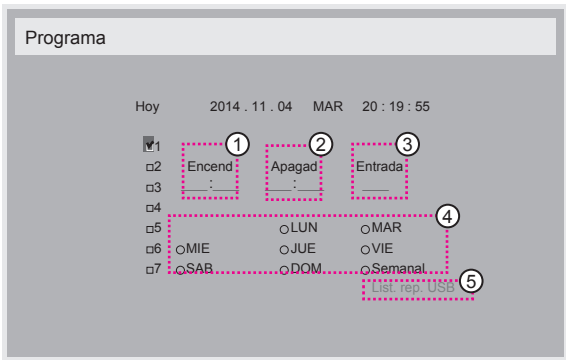 Programa
Hoy 2014 . 11 . 04 MAR 20 : 19 : 55
1
1 2 3
2 Encend Apagad Entrada
3 __:__ __:__ ___
4
4
5 LUN MAR
6 MIE JUE VIE
7 SAB DOM Semanal
List. rep. USB 5